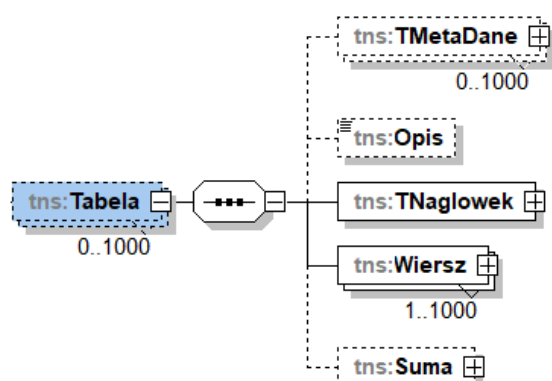 tns:TMetaDane
0..1000
tns:Opis
tns:Tabela
0..1000
tns:TNaglowek
tns:Wiersz
1..1000
tns:Suma